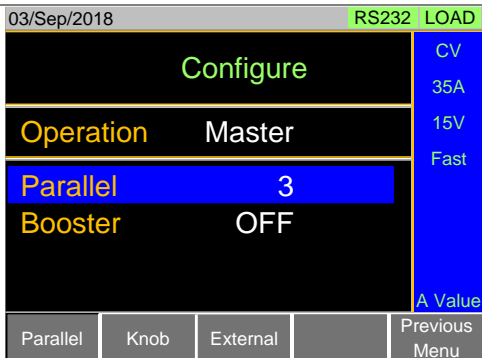 03/Sep/2018 RS232 LOAD
Configure
Operation Master
Parallel 3
Booster OFF
CV
35A
15V
Fast
A Value
Parallel Knob External Previous
Menu